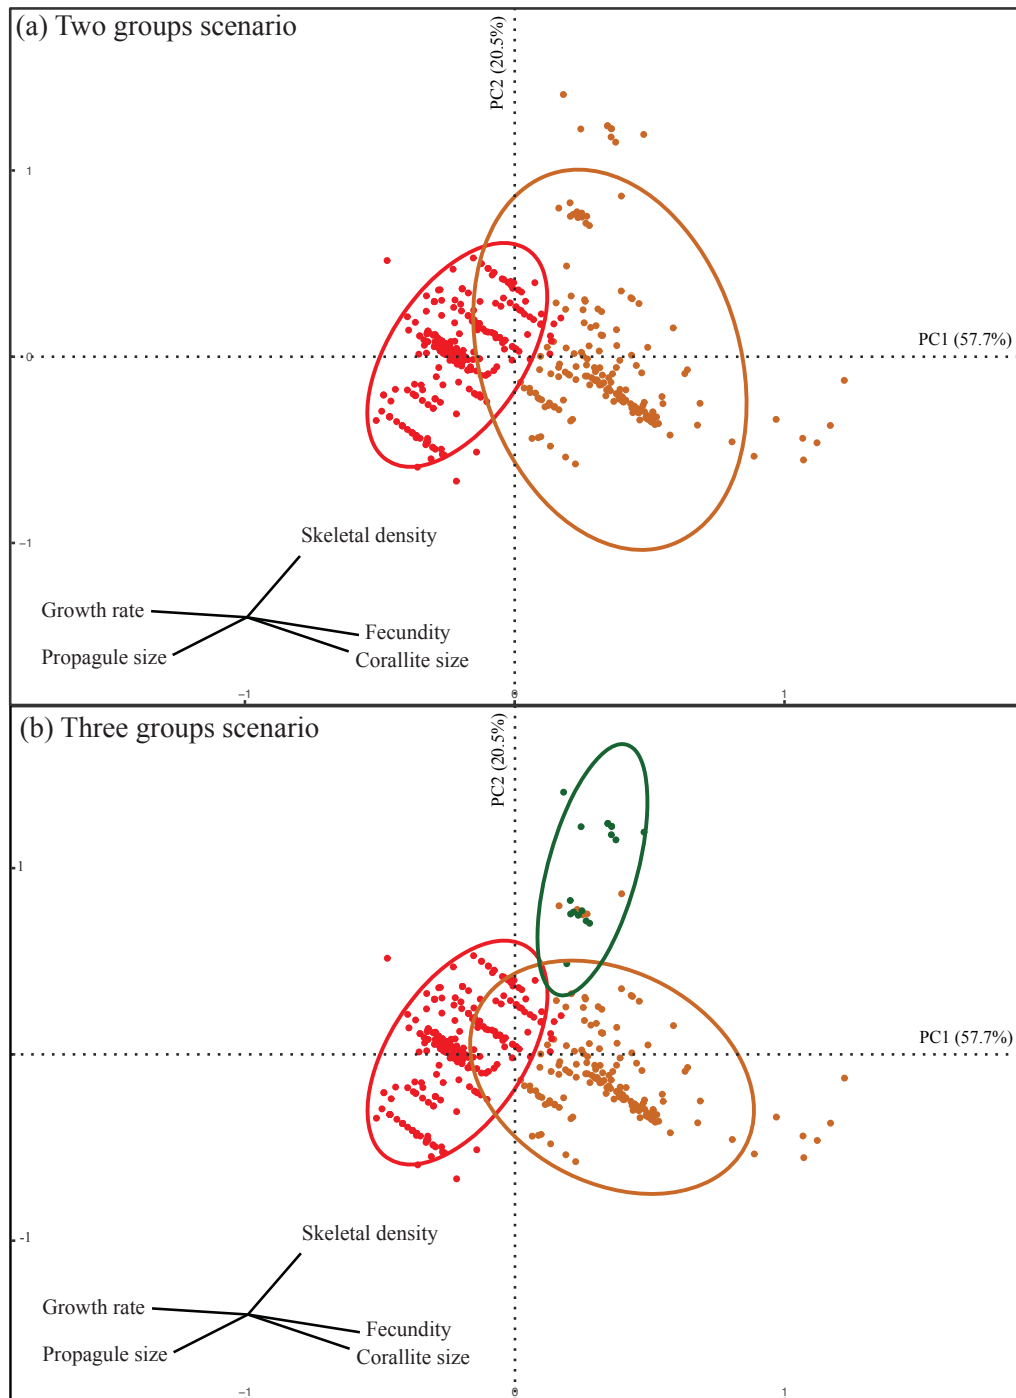 (a) Two groups scenario
PC2 (20.5%)
1
PC1 (57.7%)
0
-1
Skeletal density
Growth rate
Fecundity
Propagule size
Corallite size
-1
0
1
(b) Three groups scenario
PC2 (20.5%)
1
PC1 (57.7%)
-1
Skeletal density
Growth rate
Fecundity
Propagule size
Corallite size
-1
0
1